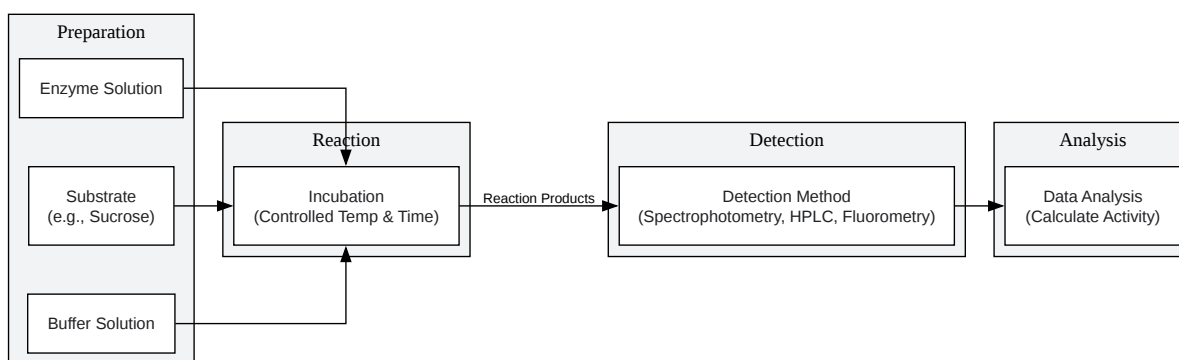 Preparation
Enzyme Solution
Substrate
(e.g., Sucrose)
Buffer Solution
Reaction
Incubation
(Controlled Temp & Time)
Reaction Products
Detection
Detection Method
(Spectrophotometry, HPLC, Fluorometry)
Analysis
Data Analysis
(Calculate Activity)